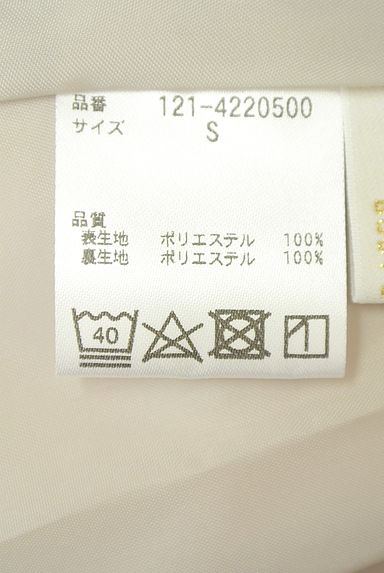 品番 121-4220500
サイズ S
品質
表生地 ポリエステル 100%
裏生地 ポリエステル 100%
40